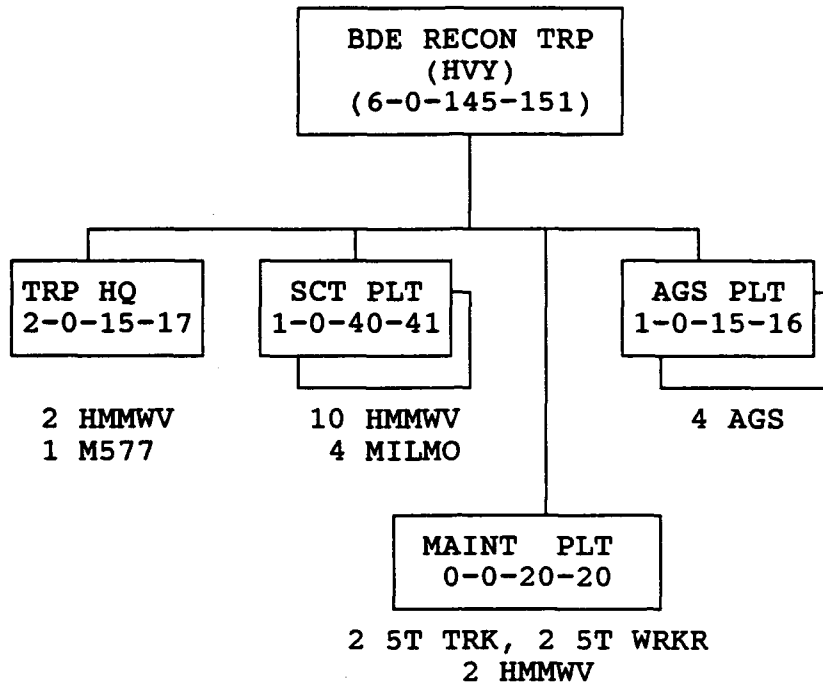 BDE RECON TRP
(HVY)
(6-0-145-151)
TRP HQ
2-0-15-17
2 HMMWV
1 M577
SCT PLT
1-0-40-41
10 HMMWV
4 MILMO
AGS PLT
1-0-15-16
4 AGS
MAINT PLT
0-0-20-20
2 5T TRK, 2 5T WRKR
2 HMMWV